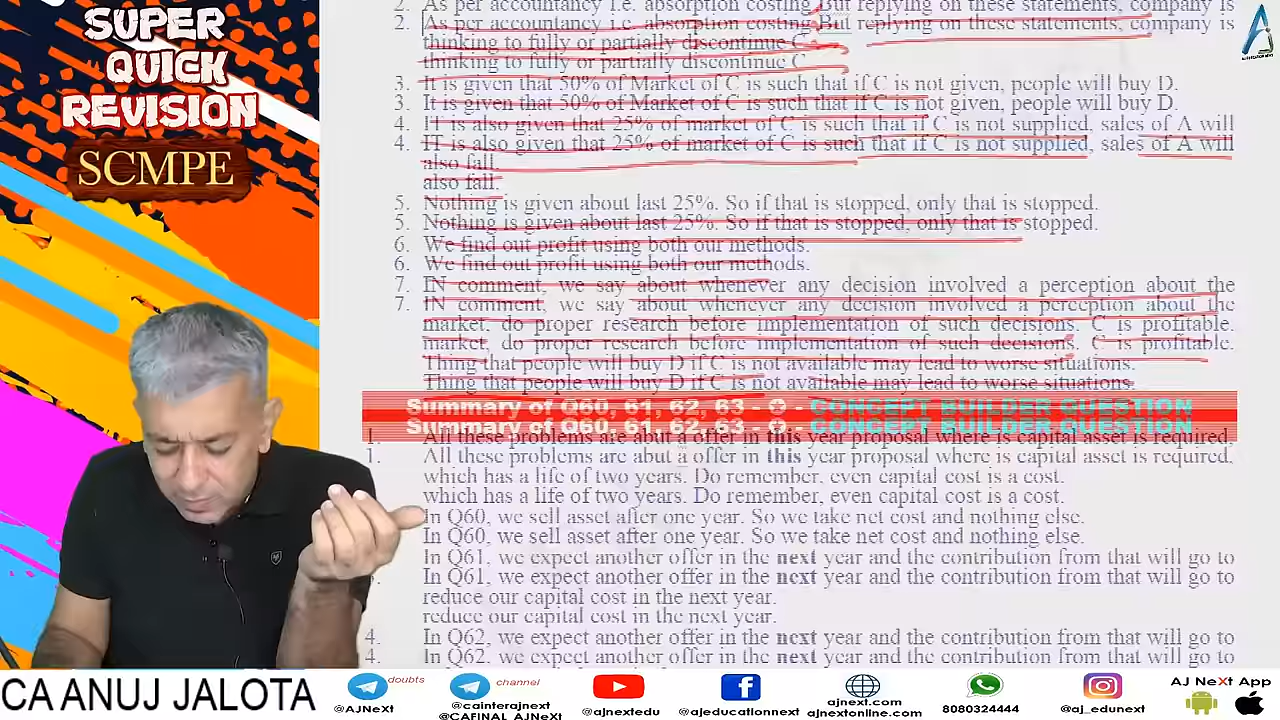 SUPER
QUICK
REVISION
SCMPE
2. As per accountancy i.e. absorption costing But replying on these statements, company is
2. As per accountancy i.e. absorption costing But replying on these statements, company is
thinking to fully or partially discontinue C
thinking to fully or partially discontinue C
3. It is given that 50% of Market of C is such that if C is not given, people will buy D.
3. It is given that 50% of Market of C is such that if C is not given, people will buy D.
4. IT is also given that 25% of market of C is such that if C is not supplied, sales of A will
4. IT is also given that 25% of market of C is such that if C is not supplied, sales of A will
also fall.
also fall.
5. Nothing is given about last 25%. So if that is stopped, only that is stopped.
5. Nothing is given about last 25%. So if that is stopped, only that is stopped.
6. We find out profit using both our methods.
6. We find out profit using both our methods.
7. IN comment, we say about whenever any decision involved a perception about the
7. IN comment, we say about whenever any decision involved a perception about the
market, do proper research before implementation of such decisions. C is profitable.
market, do proper research before implementation of such decisions. C is profitable.
Thing that people will buy D if C is not available may lead to worse situations.
Thing that people will buy D if C is not available may lead to worse situations.
Summary of Q60, 61, 62, 63 - ✪ - CONCEPT BUILDER QUESTION
Summary of Q60, 61, 62, 63 - ✪ - CONCEPT BUILDER QUESTION
1. All these problems are abut a offer in this year proposal where is capital asset is required,
1. All these problems are abut a offer in this year proposal where is capital asset is required,
which has a life of two years. Do remember, even capital cost is a cost.
which has a life of two years. Do remember, even capital cost is a cost.
In Q60, we sell asset after one year. So we take net cost and nothing else.
In Q60, we sell asset after one year. So we take net cost and nothing else.
In Q61, we expect another offer in the next year and the contribution from that will go to
In Q61, we expect another offer in the next year and the contribution from that will go to
reduce our capital cost in the next year.
reduce our capital cost in the next year.
4. In Q62, we expect another offer in the next year and the contribution from that will go to
4. In Q62, we expect another offer in the next year and the contribution from that will go to
CA ANUJ JALOTA
doubts
@AJNeXt
channel
@cainterajnext
@CAFINAL_AJNeXt
@ajnextedu
@ajeducationnext
ajnext.com
ajnextonline.com
8080324444
@aj_edunext
AJ NeXt App